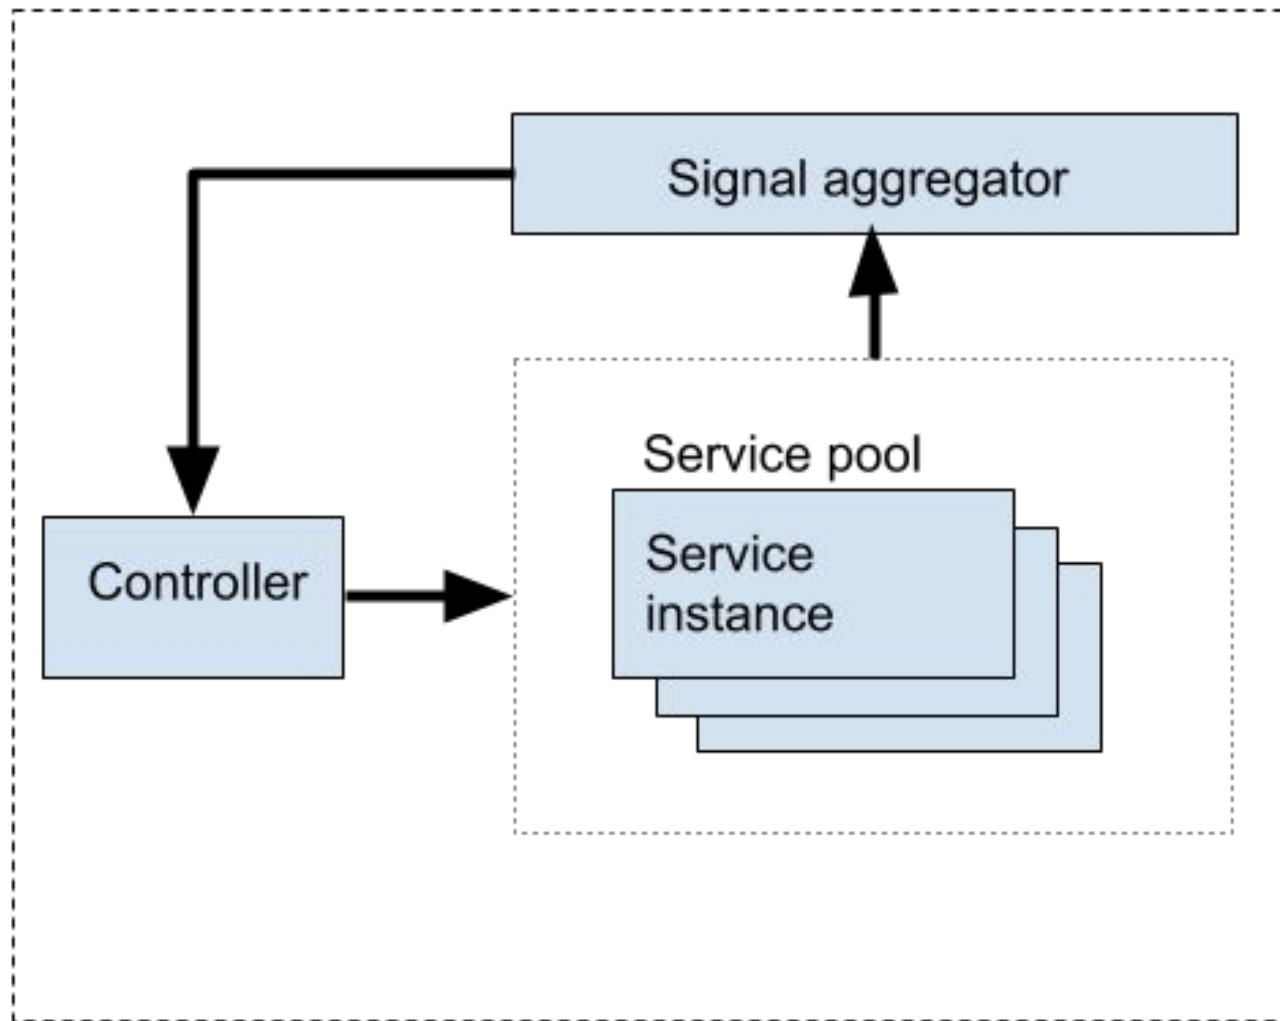 Signal aggregator
Service pool
Service
instance
Controller